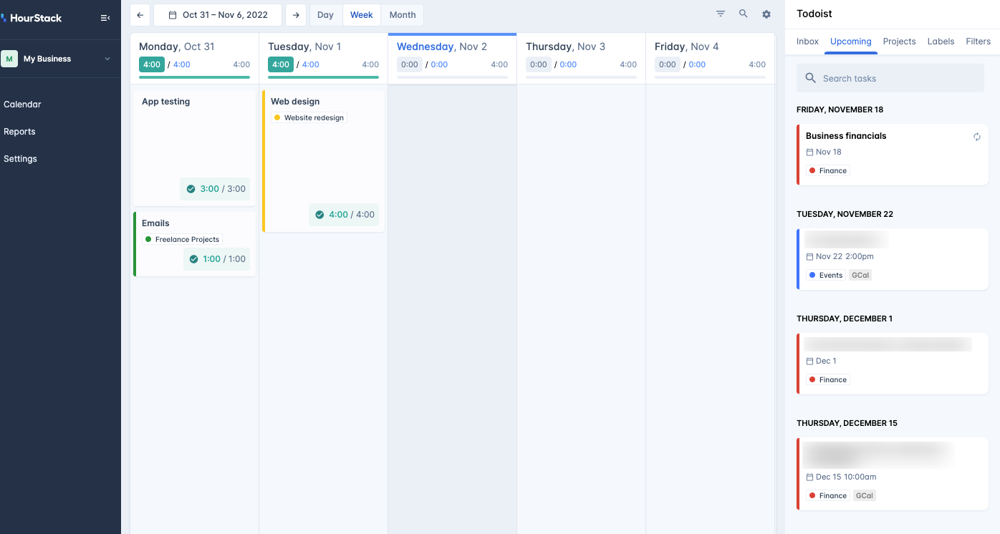 HourStack
M My Business
Calendar
Reports
Settings
Oct 31 – Nov 6, 2022
Day Week Month
Monday, Oct 31
4:00 / 4:00 4:00
App testing
3:00 / 3:00
Emails
Freelance Projects
1:00 / 1:00
Tuesday, Nov 1
4:00 / 4:00 4:00
Web design
Website redesign
4:00 / 4:00
Wednesday, Nov 2
0:00 / 0:00 4:00
Thursday, Nov 3
0:00 / 0:00 4:00
Friday, Nov 4
0:00 / 0:00 4:00
Todoist
Inbox Upcoming Projects Labels Filters
Search tasks
FRIDAY, NOVEMBER 18
Business financials
Nov 18
Finance
TUESDAY, NOVEMBER 22
Nov 22 2:00pm
Events GCal
THURSDAY, DECEMBER 1
Dec 1
Finance
THURSDAY, DECEMBER 15
Dec 15 10:00am
Finance GCal